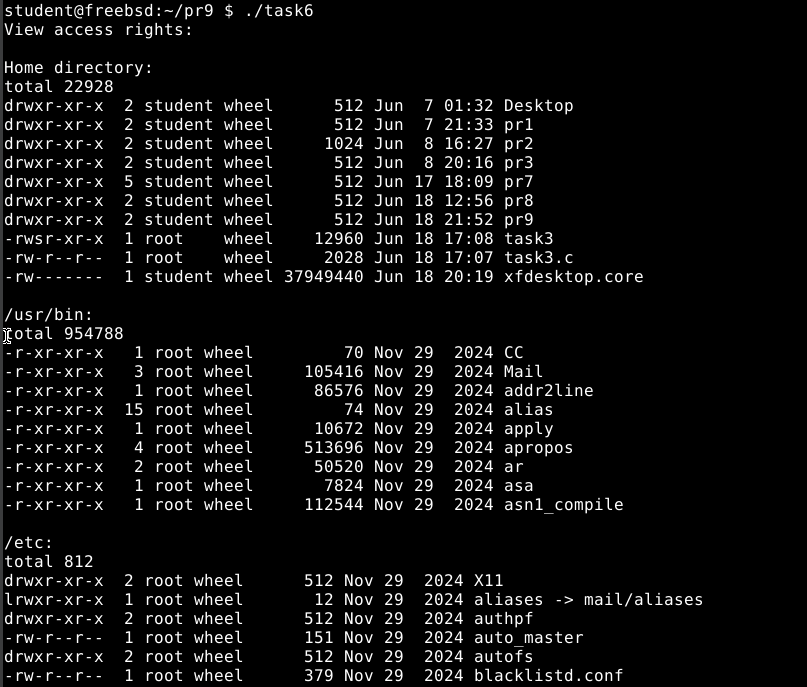 student@freebsd:~/pr9 $ ./task6
View access rights:

Home directory:
total 22928
drwxr-xr-x  2 student wheel      512 Jun  7 01:32 Desktop
drwxr-xr-x  2 student wheel      512 Jun  7 21:33 pr1
drwxr-xr-x  2 student wheel     1024 Jun  8 16:27 pr2
drwxr-xr-x  2 student wheel      512 Jun  8 20:16 pr3
drwxr-xr-x  5 student wheel      512 Jun 17 18:09 pr7
drwxr-xr-x  2 student wheel      512 Jun 18 12:56 pr8
drwxr-xr-x  2 student wheel      512 Jun 18 21:52 pr9
-rwsr-xr-x  1 root    wheel    12960 Jun 18 17:08 task3
-rw-r--r--  1 root    wheel     2028 Jun 18 17:07 task3.c
-rw-------  1 student wheel 37949440 Jun 18 20:19 xfdesktop.core

/usr/bin:
total 954788
-r-xr-xr-x   1 root wheel         70 Nov 29  2024 CC
-r-xr-xr-x   3 root wheel     105416 Nov 29  2024 Mail
-r-xr-xr-x   1 root wheel      86576 Nov 29  2024 addr2line
-r-xr-xr-x  15 root wheel         74 Nov 29  2024 alias
-r-xr-xr-x   1 root wheel      10672 Nov 29  2024 apply
-r-xr-xr-x   4 root wheel     513696 Nov 29  2024 apropos
-r-xr-xr-x   2 root wheel      50520 Nov 29  2024 ar
-r-xr-xr-x   1 root wheel       7824 Nov 29  2024 asa
-r-xr-xr-x   1 root wheel     112544 Nov 29  2024 asn1_compile

/etc:
total 812
drwxr-xr-x  2 root wheel      512 Nov 29  2024 X11
lrwxr-xr-x  1 root wheel       12 Nov 29  2024 aliases -> mail/aliases
drwxr-xr-x  2 root wheel      512 Nov 29  2024 authpf
-rw-r--r--  1 root wheel      151 Nov 29  2024 auto_master
drwxr-xr-x  2 root wheel      512 Nov 29  2024 autofs
-rw-r--r--  1 root wheel      379 Nov 29  2024 blacklistd.conf